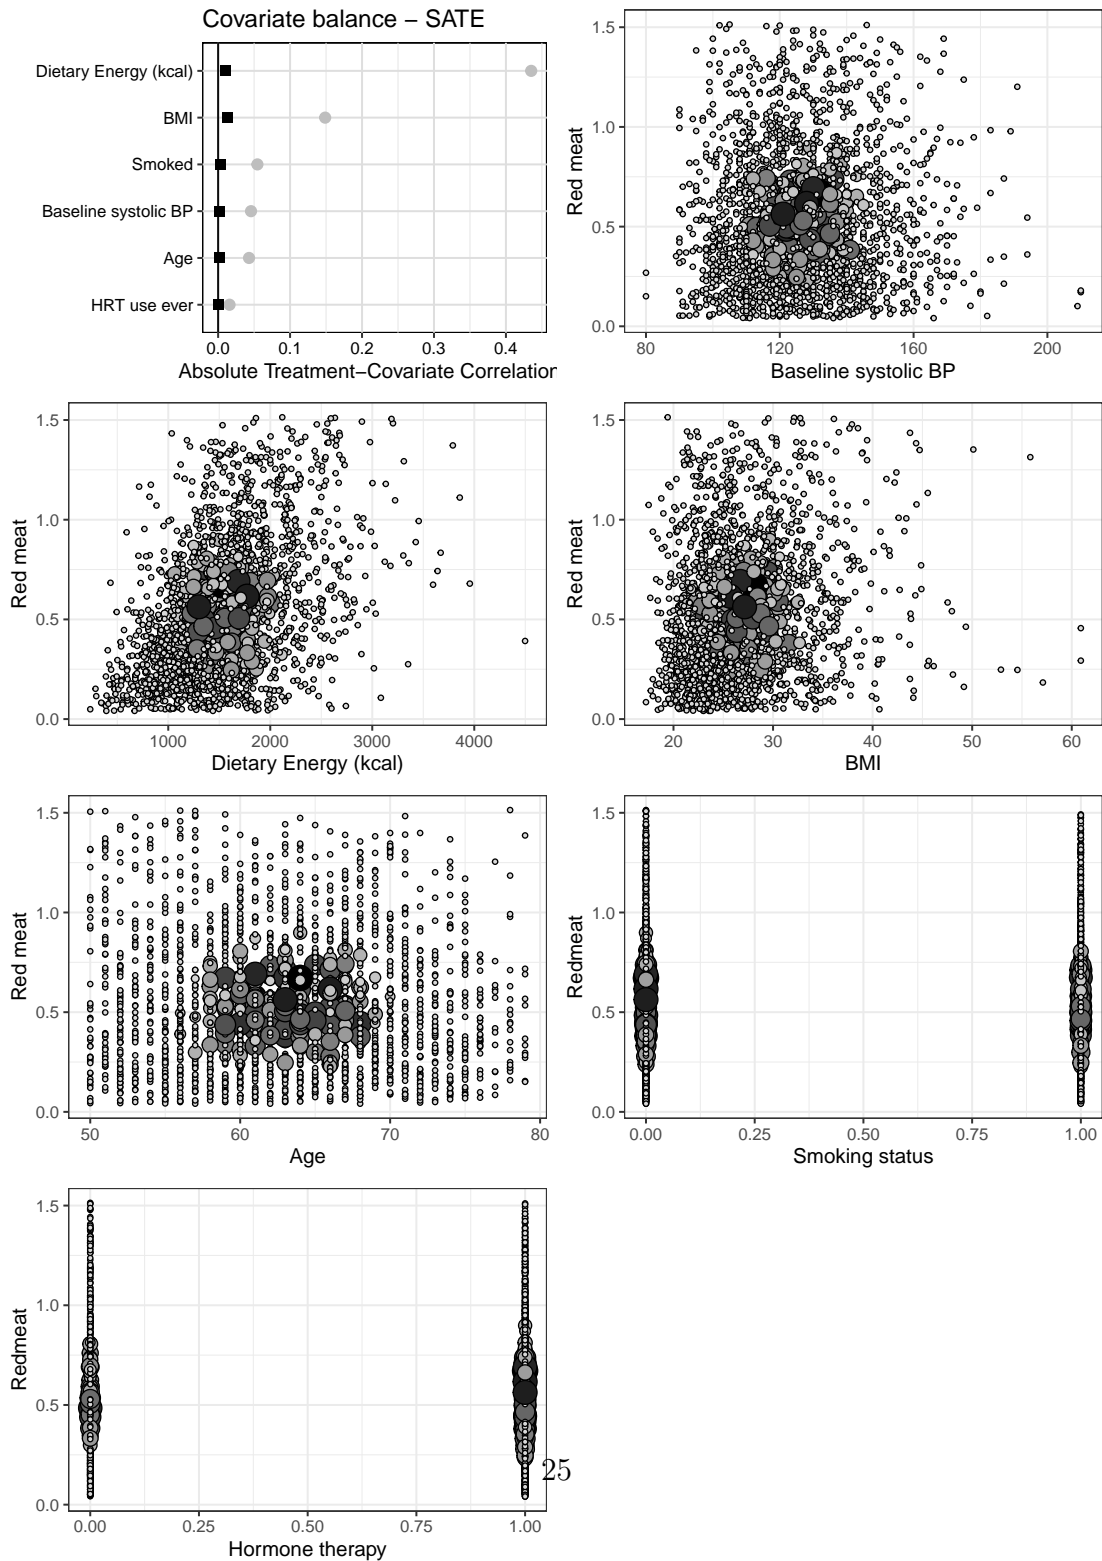 Covariate balance − SATE
Dietary Energy (kcal)
BMI
Smoked
Baseline systolic BP
Age
HRT use ever
0.0 0.1 0.2 0.3 0.4
Absolute Treatment−Covariate Correlation
Red meat
1.5
1.0
0.5
0.0
80 120 160 200
Baseline systolic BP
Red meat
1.5
1.0
0.5
0.0
1000 2000 3000 4000
Dietary Energy (kcal)
Red meat
1.5
1.0
0.5
0.0
20 30 40 50 60
BMI
Red meat
1.5
1.0
0.5
0.0
50 60 70 80
Age
Redmeat
1.5
1.0
0.5
0.0
0.00 0.25 0.50 0.75 1.00
Smoking status
Redmeat
1.5
1.0
0.5
0.0
0.00 0.25 0.50 0.75 1.00
Hormone therapy
25